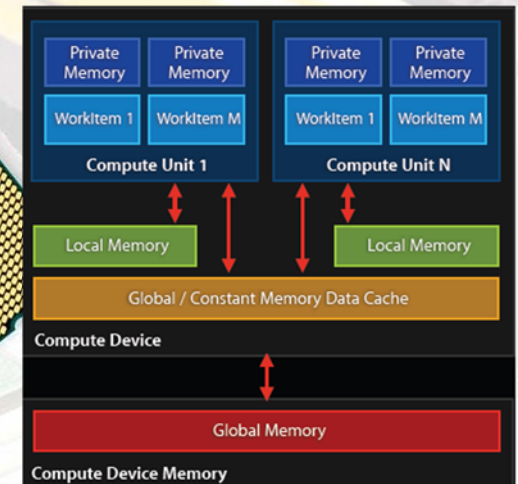 Private Memory
Private Memory
Private Memory
Private Memory
WorkItem 1
WorkItem M
WorkItem 1
WorkItem M
Compute Unit 1
Compute Unit N
Local Memory
Local Memory
Global / Constant Memory Data Cache
Compute Device
Global Memory
Compute Device Memory